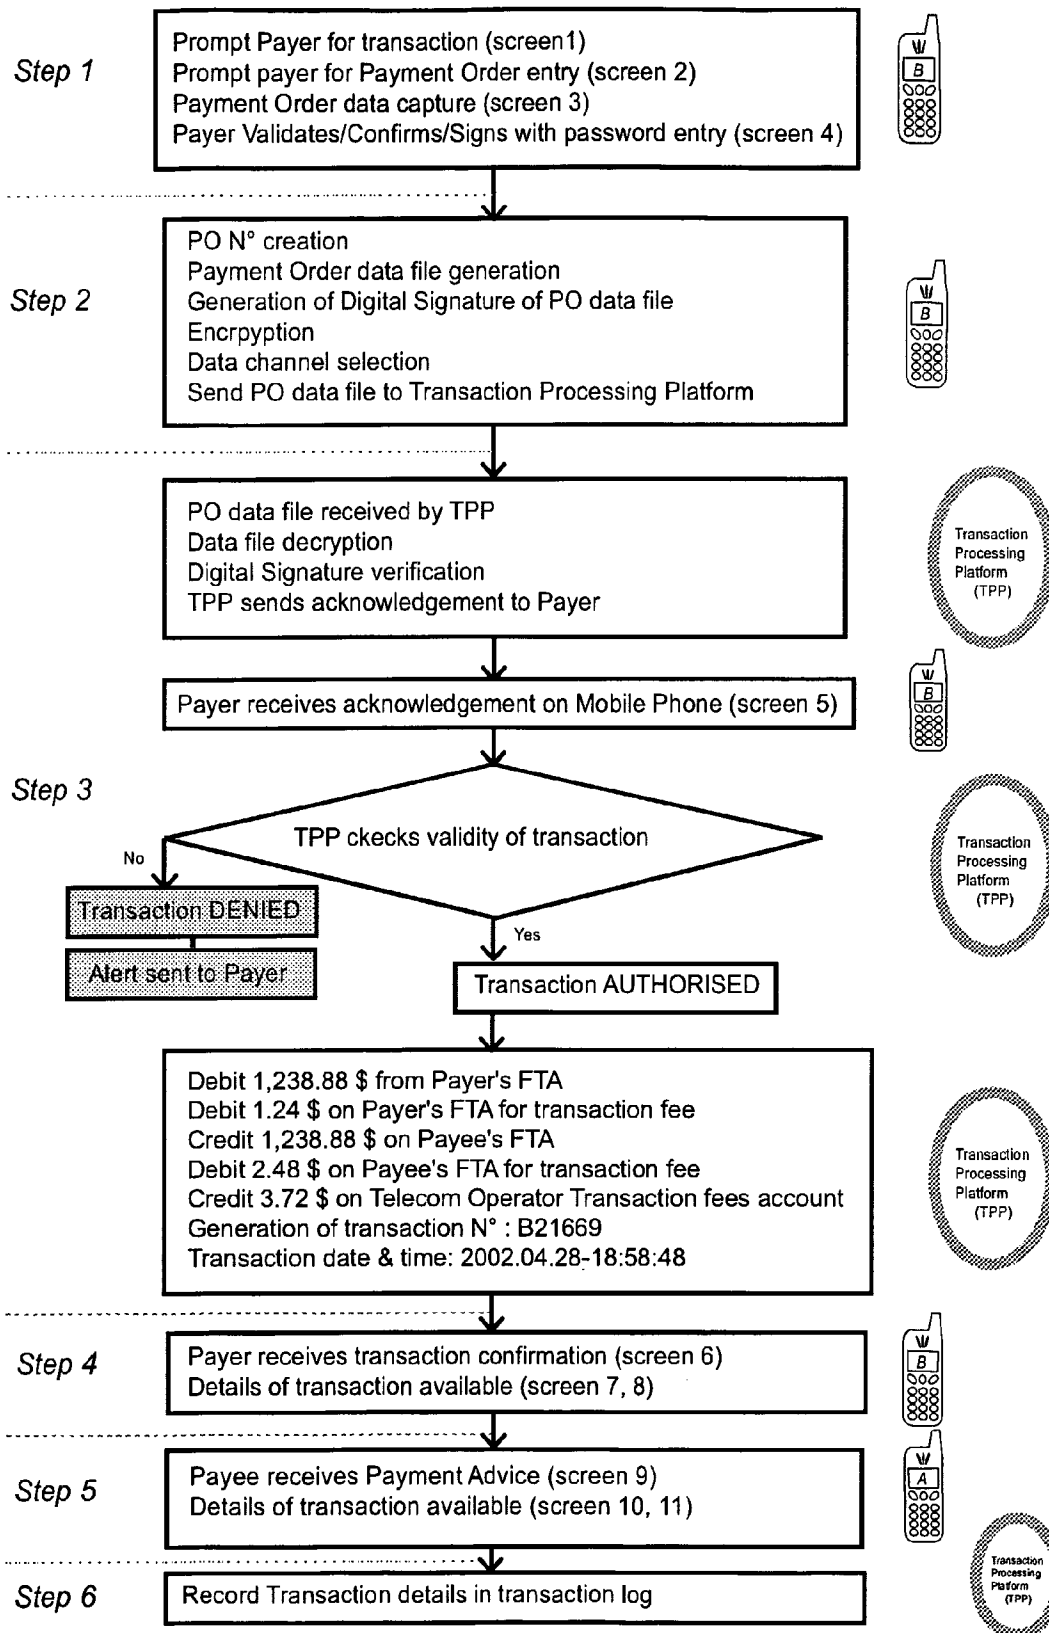 Step 1
Prompt Payer for transaction (screen1)
Prompt payer for Payment Order entry (screen 2)
Payment Order data capture (screen 3)
Payer Validates/Confirms/Signs with password entry (screen 4)
B
Step 2
PO N° creation
Payment Order data file generation
Generation of Digital Signature of PO data file
Encrpyption
Data channel selection
Send PO data file to Transaction Processing Platform
B
PO data file received by TPP
Data file decryption
Digital Signature verification
TPP sends acknowledgement to Payer
Transaction
Processing
Platform
(TPP)
Payer receives acknowledgement on Mobile Phone (screen 5)
B
Step 3
TPP ckecks validity of transaction
No
Transaction DENIED
Alert sent to Payer
Yes
Transaction AUTHORISED
Transaction
Processing
Platform
(TPP)
Debit 1,238.88 $ from Payer's FTA
Debit 1.24 $ on Payer's FTA for transaction fee
Credit 1,238.88 $ on Payee's FTA
Debit 2.48 $ on Payee's FTA for transaction fee
Credit 3.72 $ on Telecom Operator Transaction fees account
Generation of transaction N° : B21669
Transaction date & time: 2002.04.28-18:58:48
Transaction
Processing
Platform
(TPP)
Step 4
Payer receives transaction confirmation (screen 6)
Details of transaction available (screen 7, 8)
B
Step 5
Payee receives Payment Advice (screen 9)
Details of transaction available (screen 10, 11)
A
Step 6
Record Transaction details in transaction log
Transaction
Processing
Platform
(TPP)